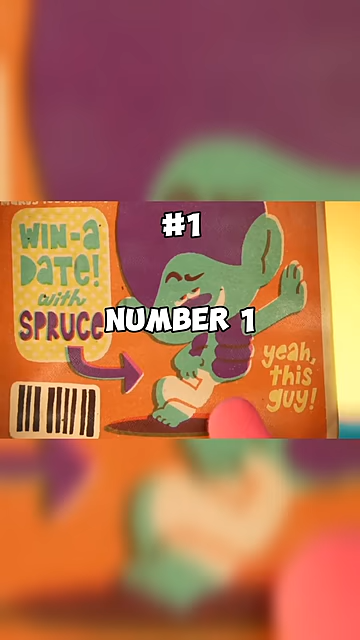 #1
WIN-A
DATE!
with
SPRUCE
NUMBER 1
yeah,
this
guy!